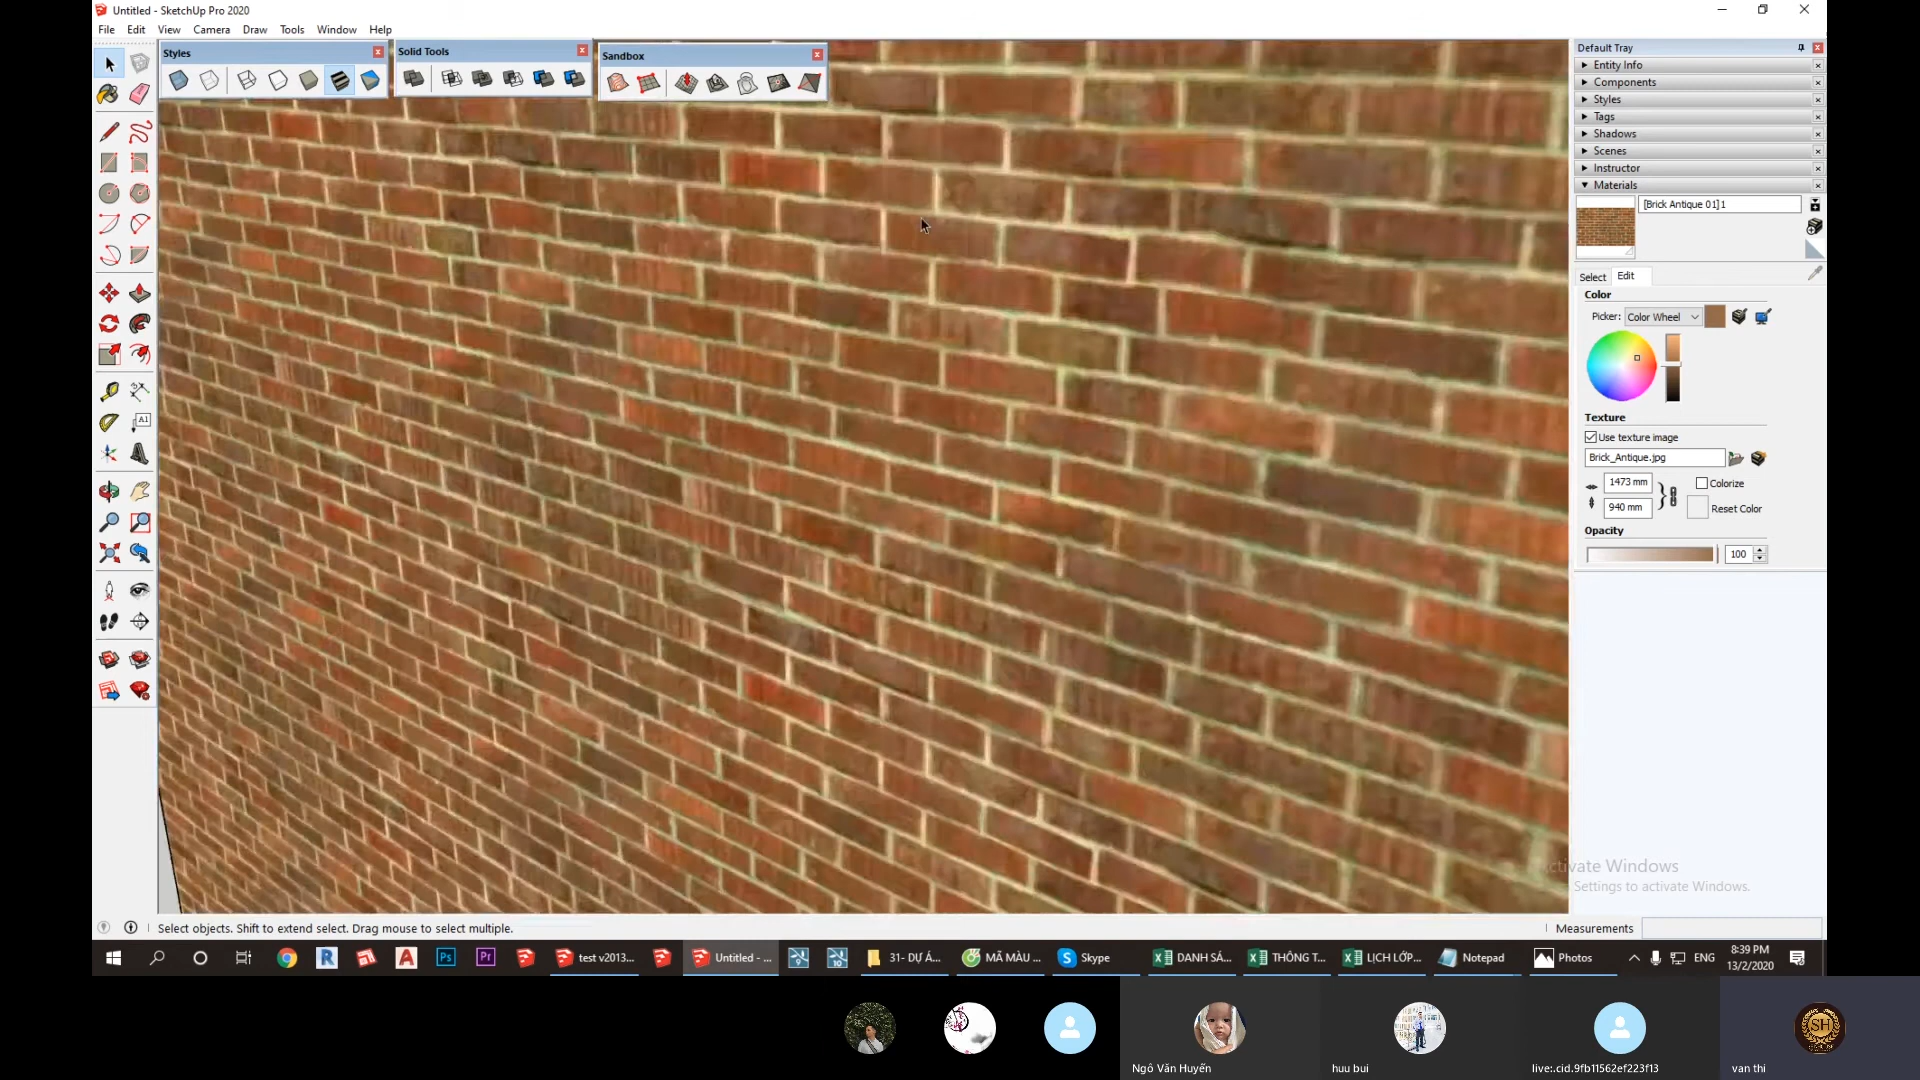 Untitled - SketchUp Pro 2020
File Edit View Camera Draw Tools Window Help
Styles
Solid Tools
Sandbox
Default Tray
Entity Info
Components
Styles
Tags
Shadows
Scenes
Instructor
Materials
[Brick Antique 01]1
Select Edit
Color
Picker: Color Wheel
Texture
Use texture image
Brick_Antique.jpg
1473 mm
Colorize
940 mm
Reset Color
Opacity
100
A1
Activate Windows
Settings to activate Windows.
Select objects. Shift to extend select. Drag mouse to select multiple.
Measurements
test v2013...
Untitled - ...
31- DỰ Á...
MÃ MÀU ...
Skype
DANH SÁ...
THÔNG T...
LỊCH LỚP...
Notepad
Photos
ENG
8:39 PM
13/2/2020
Ngô Văn Huyến
huu bui
live:.cid.9fb11562ef223f13
van thi
SH